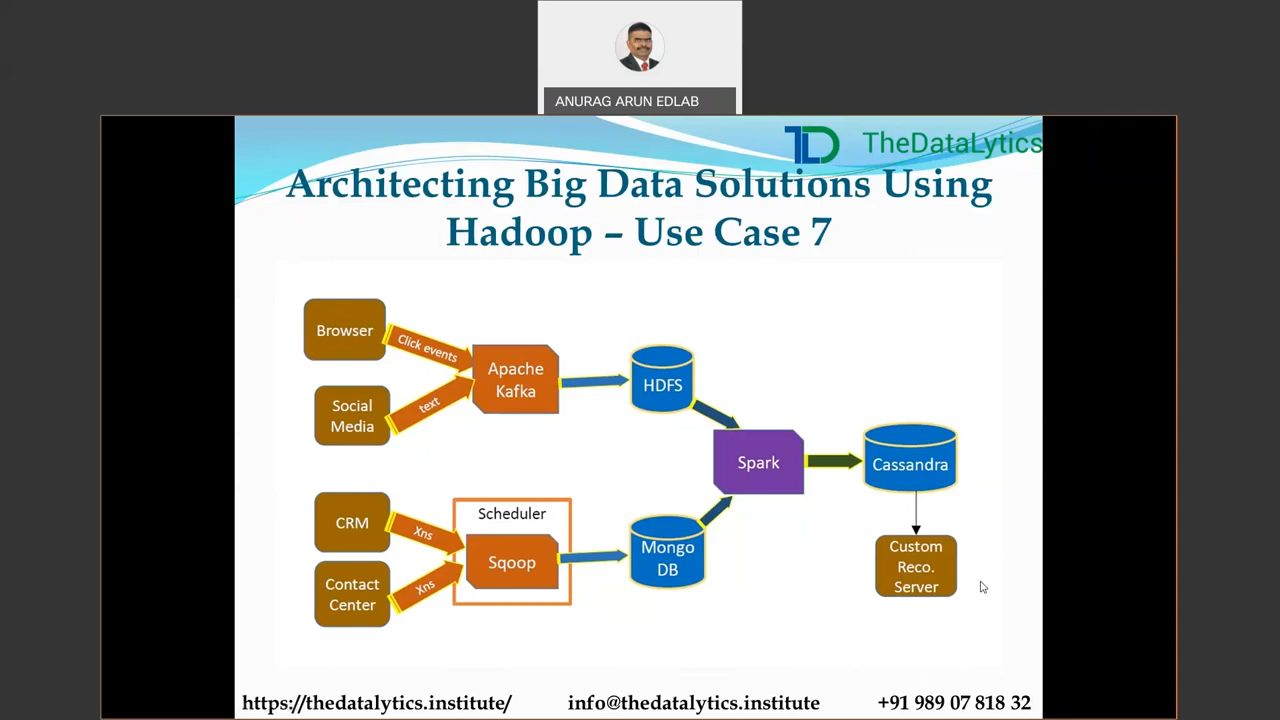 ANURAG ARUN EDLAB
TheDataLytics
Architecting Big Data Solutions Using
Hadoop – Use Case 7
Browser
Click events
Apache
Kafka
HDFS
Social
Media
text
Spark
Cassandra
CRM
Xns
Scheduler
Sqoop
Mongo
DB
Contact
Center
Xns
Custom
Reco.
Server
https://thedatalytics.institute/
info@thedatalytics.institute
+91 989 07 818 32